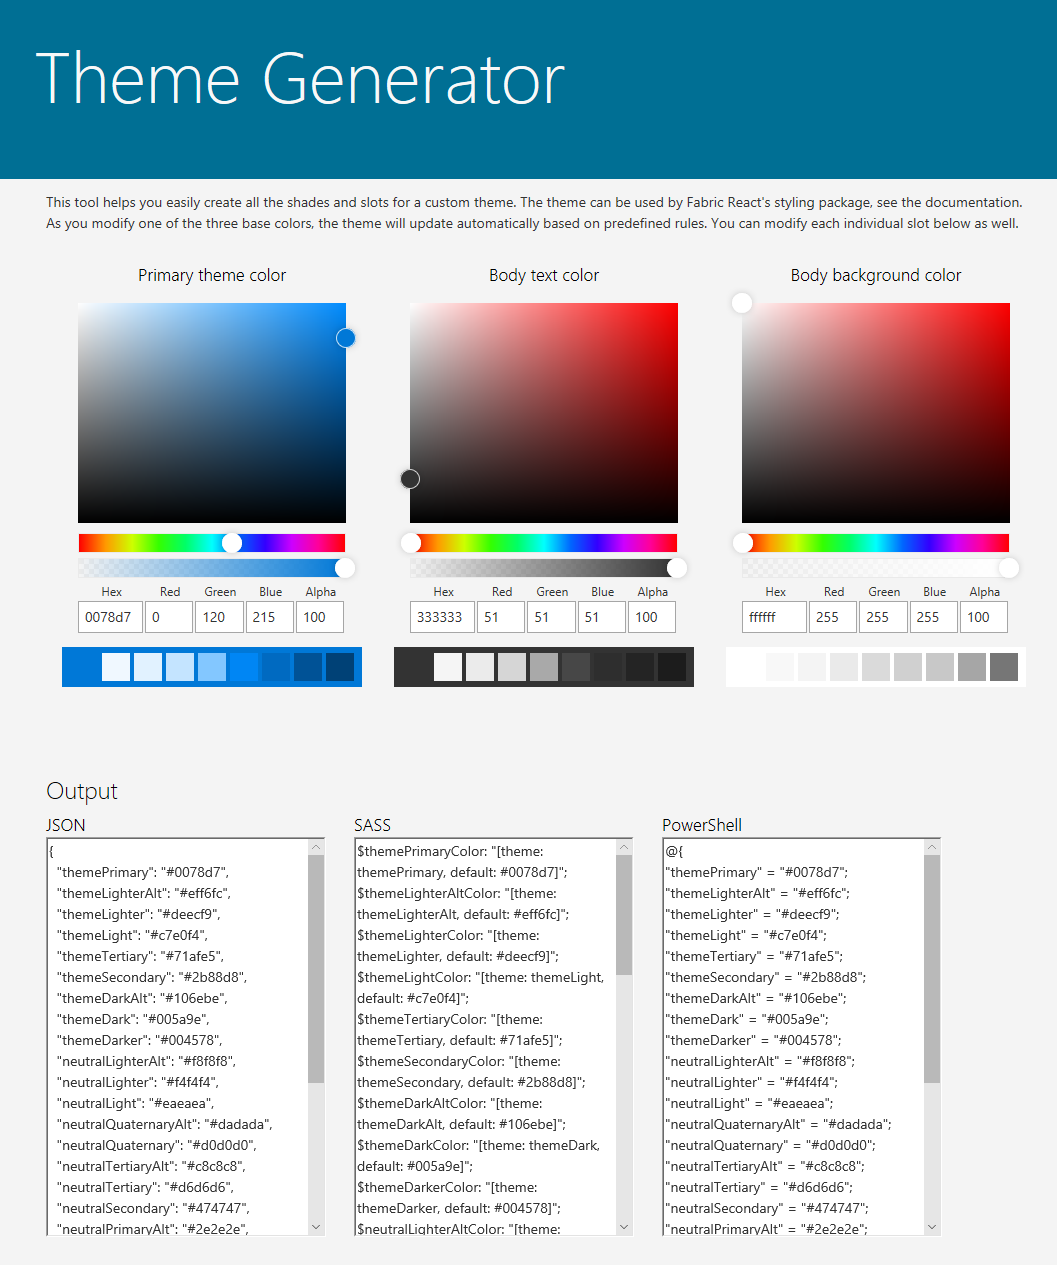 Theme Generator
This tool helps you easily create all the shades and slots for a custom theme. The theme can be used by Fabric React's styling package, see the documentation.
As you modify one of the three base colors, the theme will update automatically based on predefined rules. You can modify each individual slot below as well.
Primary theme color
Body text color
Body background color
Hex Red Green Blue Alpha
0078d7 0 120 215 100
Hex Red Green Blue Alpha
333333 51 51 51 100
Hex Red Green Blue Alpha
ffffff 255 255 255 100
Output
JSON
{
"themePrimary": "#0078d7",
"themeLighterAlt": "#eff6fc",
"themeLighter": "#deecf9",
"themeLight": "#c7e0f4",
"themeTertiary": "#71afe5",
"themeSecondary": "#2b88d8",
"themeDarkAlt": "#106ebe",
"themeDark": "#005a9e",
"themeDarker": "#004578",
"neutralLighterAlt": "#f8f8f8",
"neutralLighter": "#f4f4f4",
"neutralLight": "#eaeaea",
"neutralQuaternaryAlt": "#dadada",
"neutralQuaternary": "#d0d0d0",
"neutralTertiaryAlt": "#c8c8c8",
"neutralTertiary": "#d6d6d6",
"neutralSecondary": "#474747",
"neutralPrimaryAlt": "#2e2e2e",
SASS
$themePrimaryColor: "[theme:
themePrimary, default: #0078d7]";
$themeLighterAltColor: "[theme:
themeLighterAlt, default: #eff6fc]";
$themeLighterColor: "[theme:
themeLighter, default: #deecf9]";
$themeLightColor: "[theme: themeLight,
default: #c7e0f4]";
$themeTertiaryColor: "[theme:
themeTertiary, default: #71afe5]";
$themeSecondaryColor: "[theme:
themeSecondary, default: #2b88d8]";
$themeDarkAltColor: "[theme:
themeDarkAlt, default: #106ebe]";
$themeDarkColor: "[theme: themeDark,
default: #005a9e]";
$themeDarkerColor: "[theme:
themeDarker, default: #004578]";
$neutralLighterAltColor: "[theme:
PowerShell
@{
"themePrimary" = "#0078d7";
"themeLighterAlt" = "#eff6fc";
"themeLighter" = "#deecf9";
"themeLight" = "#c7e0f4";
"themeTertiary" = "#71afe5";
"themeSecondary" = "#2b88d8";
"themeDarkAlt" = "#106ebe";
"themeDark" = "#005a9e";
"themeDarker" = "#004578";
"neutralLighterAlt" = "#f8f8f8";
"neutralLighter" = "#f4f4f4";
"neutralLight" = "#eaeaea";
"neutralQuaternaryAlt" = "#dadada";
"neutralQuaternary" = "#d0d0d0";
"neutralTertiaryAlt" = "#c8c8c8";
"neutralTertiary" = "#d6d6d6";
"neutralSecondary" = "#474747";
"neutralPrimaryAlt" = "#2e2e2e";